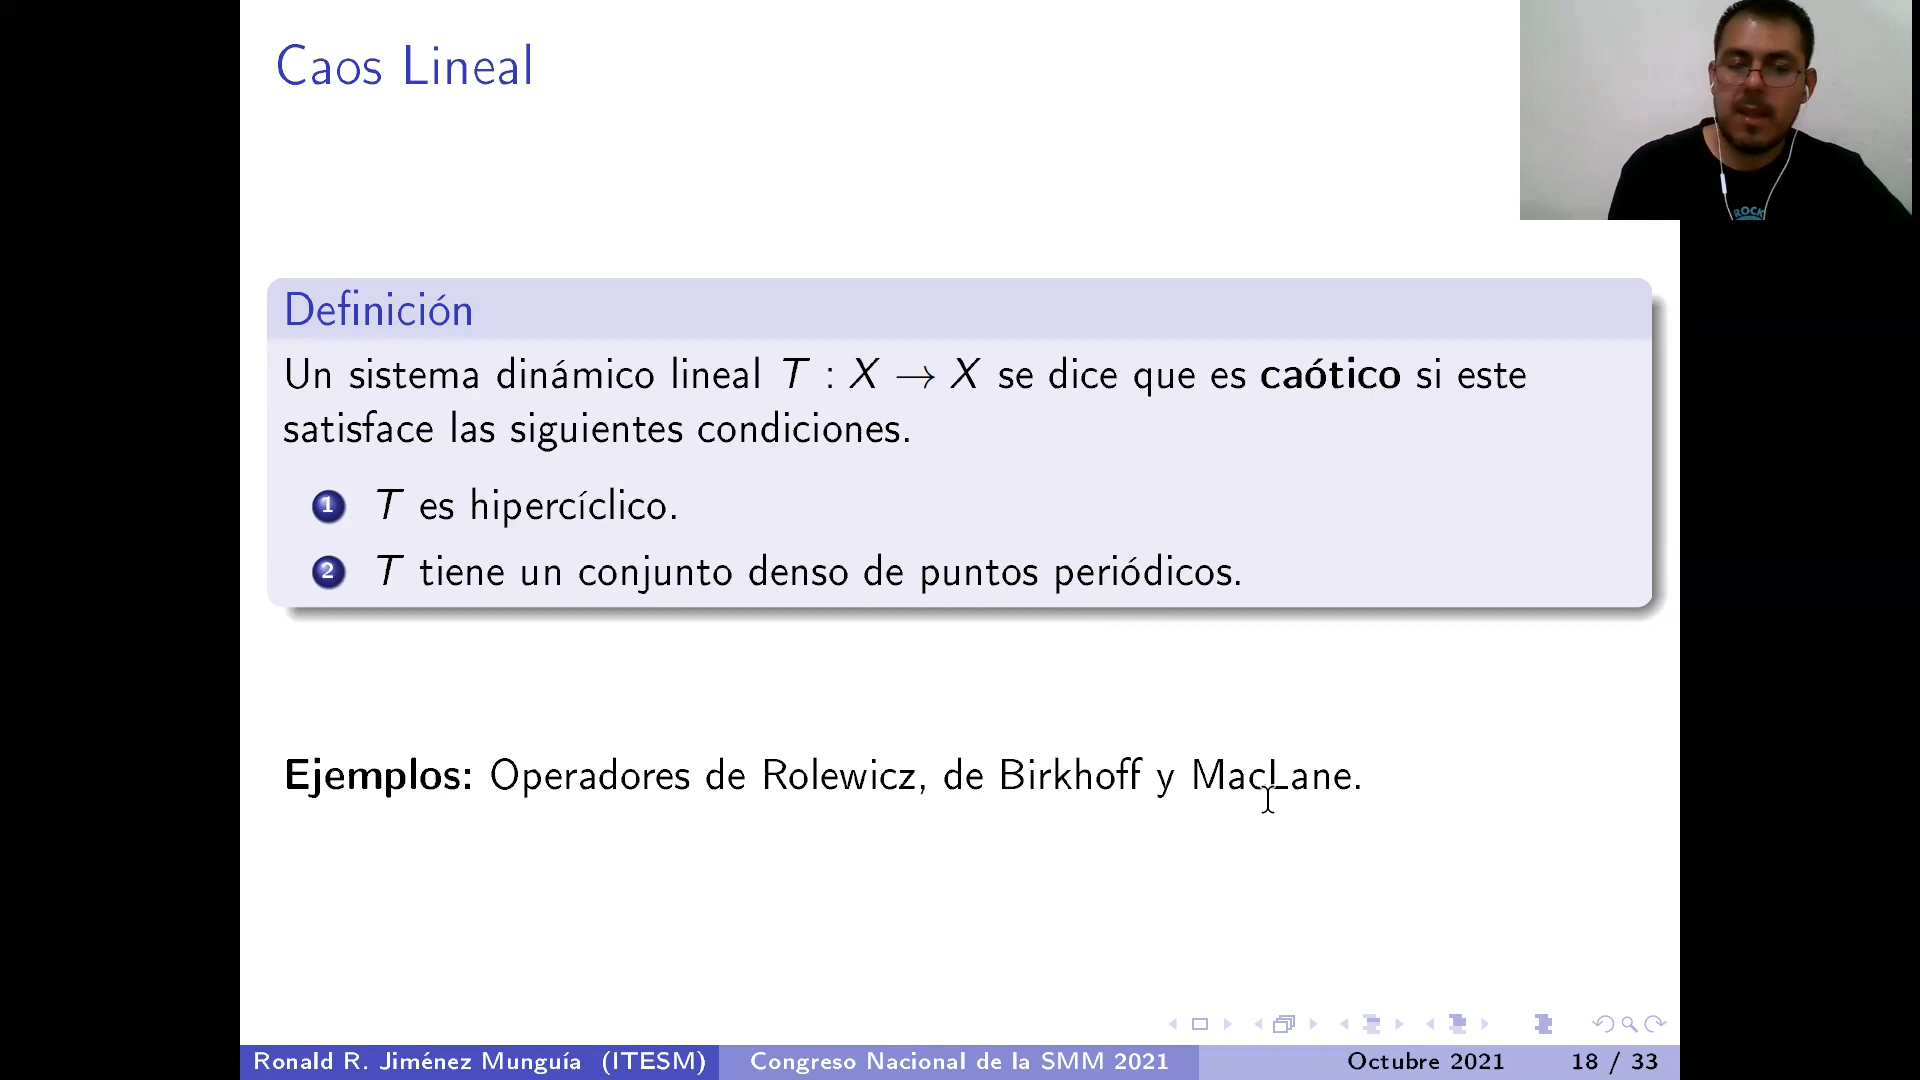 Caos Lineal
ROCK
Definición
Un sistema dinámico lineal T : X → X se dice que es caótico si este
satisface las siguientes condiciones.
1 T es hipercíclico.
2 T tiene un conjunto denso de puntos periódicos.
Ejemplos: Operadores de Rolewicz, de Birkhoff y MacLane.
Ronald R. Jiménez Munguía (ITESM) Congreso Nacional de la SMM 2021 Octubre 2021 18 / 33